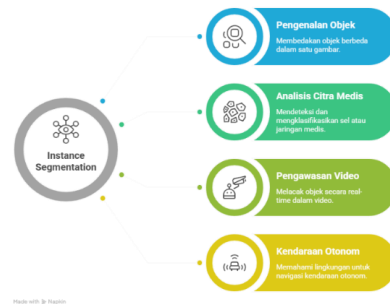 Pengenalan Objek
Membedakan objek berbeda
dalam satu gambar.
Analisis Citra Medis
Mendeteksi dan
mengklasifikasikan sel atau
jaringan medis.
Instance
Segmentation
Pengawasan Video
Melacak objek secara real-
time dalam video.
Kendaraan Otonom
Memahami lingkungan untuk
navigasi kendaraan otonom.
Made with Napkin